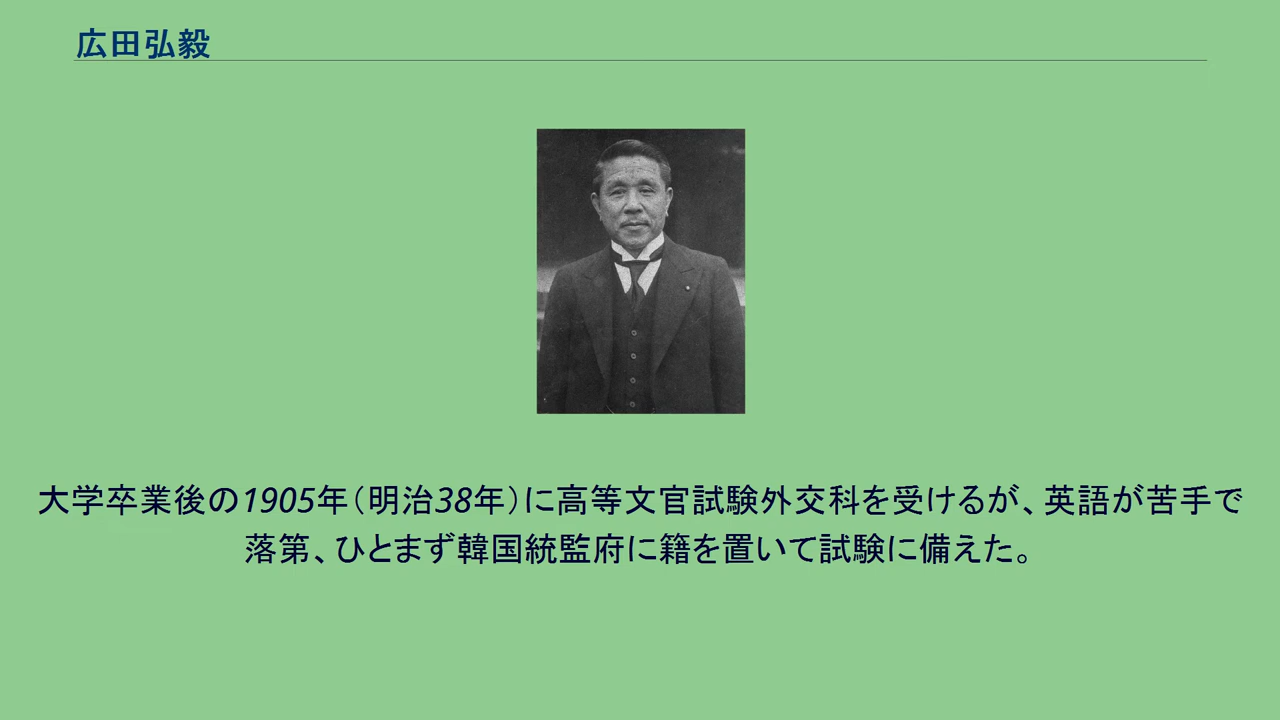 広田弘毅
大学卒業後の1905年（明治38年）に高等文官試験外交科を受けるが、英語が苦手で
落第、ひとまず韓国統監府に籍を置いて試験に備えた。